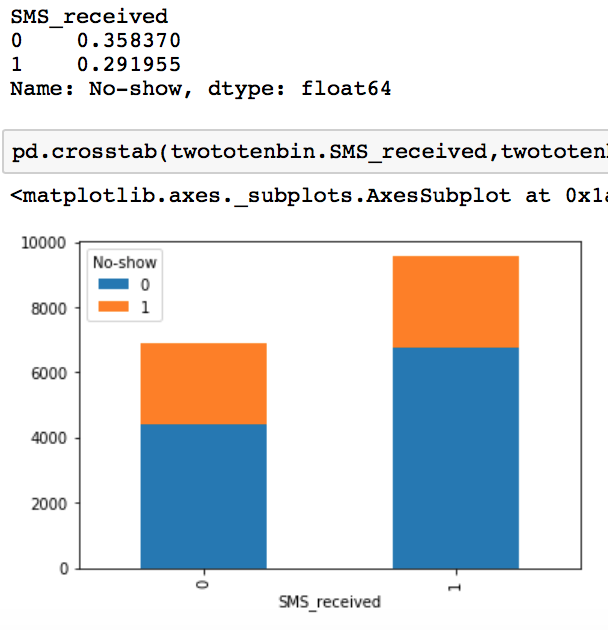 SMS_received
0    0.358370
1    0.291955
Name: No-show, dtype: float64
pd.crosstab(twototenbin.SMS_received,twototen
<matplotlib.axes._subplots.AxesSubplot at 0x1a
10000
8000
6000
4000
2000
0
No-show
0
1
0
1
SMS_received